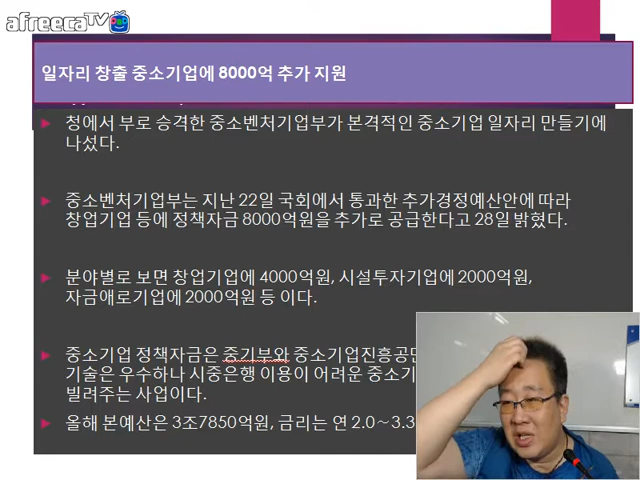 afreecaTV
일자리 창출 중소기업에 8000억 추가 지원
청에서 부로 승격한 중소벤처기업부가 본격적인 중소기업 일자리 만들기에
나섰다.
중소벤처기업부는 지난 22일 국회에서 통과한 추가경정예산안에 따라
창업기업 등에 정책자금 8000억원을 추가로 공급한다고 28일 밝혔다.
분야별로 보면 창업기업에 4000억원, 시설투자기업에 2000억원,
자금애로기업에 2000억원 등 이다.
중소기업 정책자금은 중기부와 중소기업진흥공단
기술은 우수하나 시중은행 이용이 어려운 중소기
빌려주는 사업이다.
올해 본예산은 3조7850억원, 금리는 연 2.0~3.3